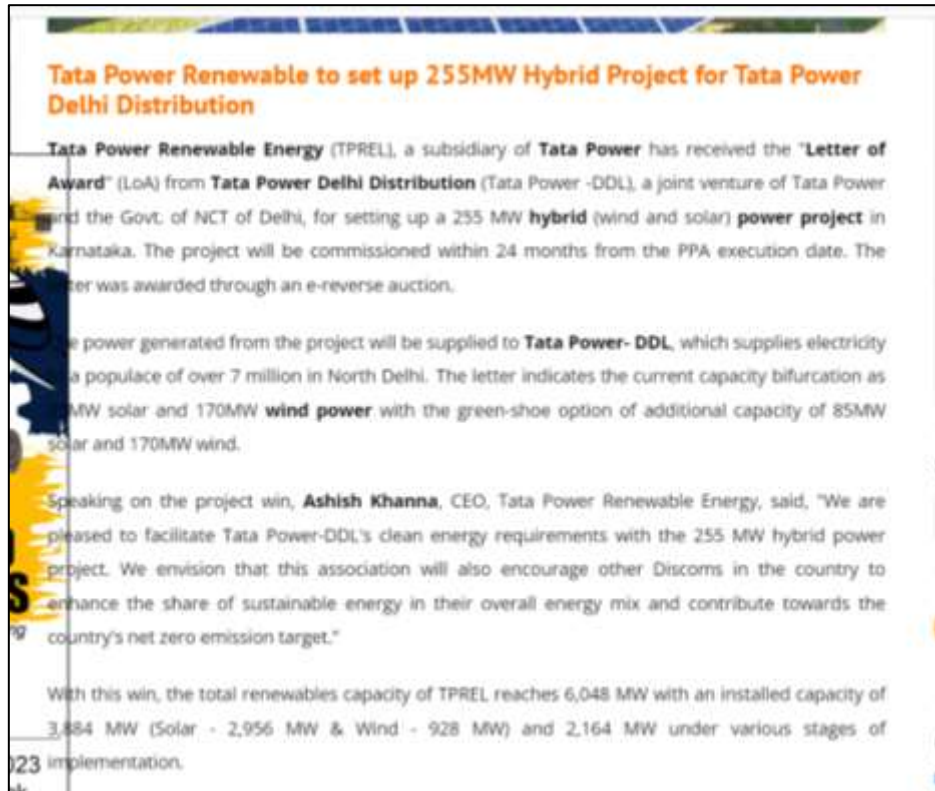 Tata Power Renewable to set up 255MW Hybrid Project for Tata Power
Delhi Distribution
Tata Power Renewable Energy (TPREL), a subsidiary of Tata Power has received the "Letter of
Award" (LoA) from Tata Power Delhi Distribution (Tata Power -DDL), a joint venture of Tata Power
and the Govt. of NCT of Delhi, for setting up a 255 MW hybrid (wind and solar) power project in
Karnataka. The project will be commissioned within 24 months from the PPA execution date. The
was awarded through an e-reverse auction.
power generated from the project will be supplied to Tata Power- DDL, which supplies electricity
a populace of over 7 million in North Delhi. The letter indicates the current capacity bifurcation as
MW solar and 170MW wind power with the green-shoe option of additional capacity of 85MW
solar and 170MW wind.
Speaking on the project win, Ashish Khanna, CEO, Tata Power Renewable Energy, said, "We are
pleased to facilitate Tata Power-DDL's clean energy requirements with the 255 MW hybrid power
project. We envision that this association will also encourage other Discoms in the country to
enhance the share of sustainable energy in their overall energy mix and contribute towards the
country's net zero emission target."
With this win, the total renewables capacity of TPREL reaches 6,048 MW with an installed capacity of
3,884 MW (Solar - 2,956 MW & Wind - 928 MW) and 2,164 MW under various stages of
implementation.